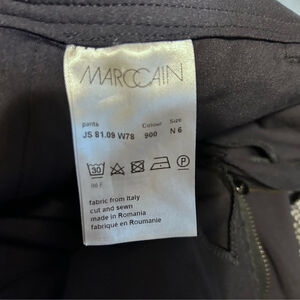 MARCCAIN
pants Colour Size
JS 81.09 W78 900 N 6
30 P
86 F
fabric from Italy
cut and sewn
made in Romania
fabriqué en Roumanie